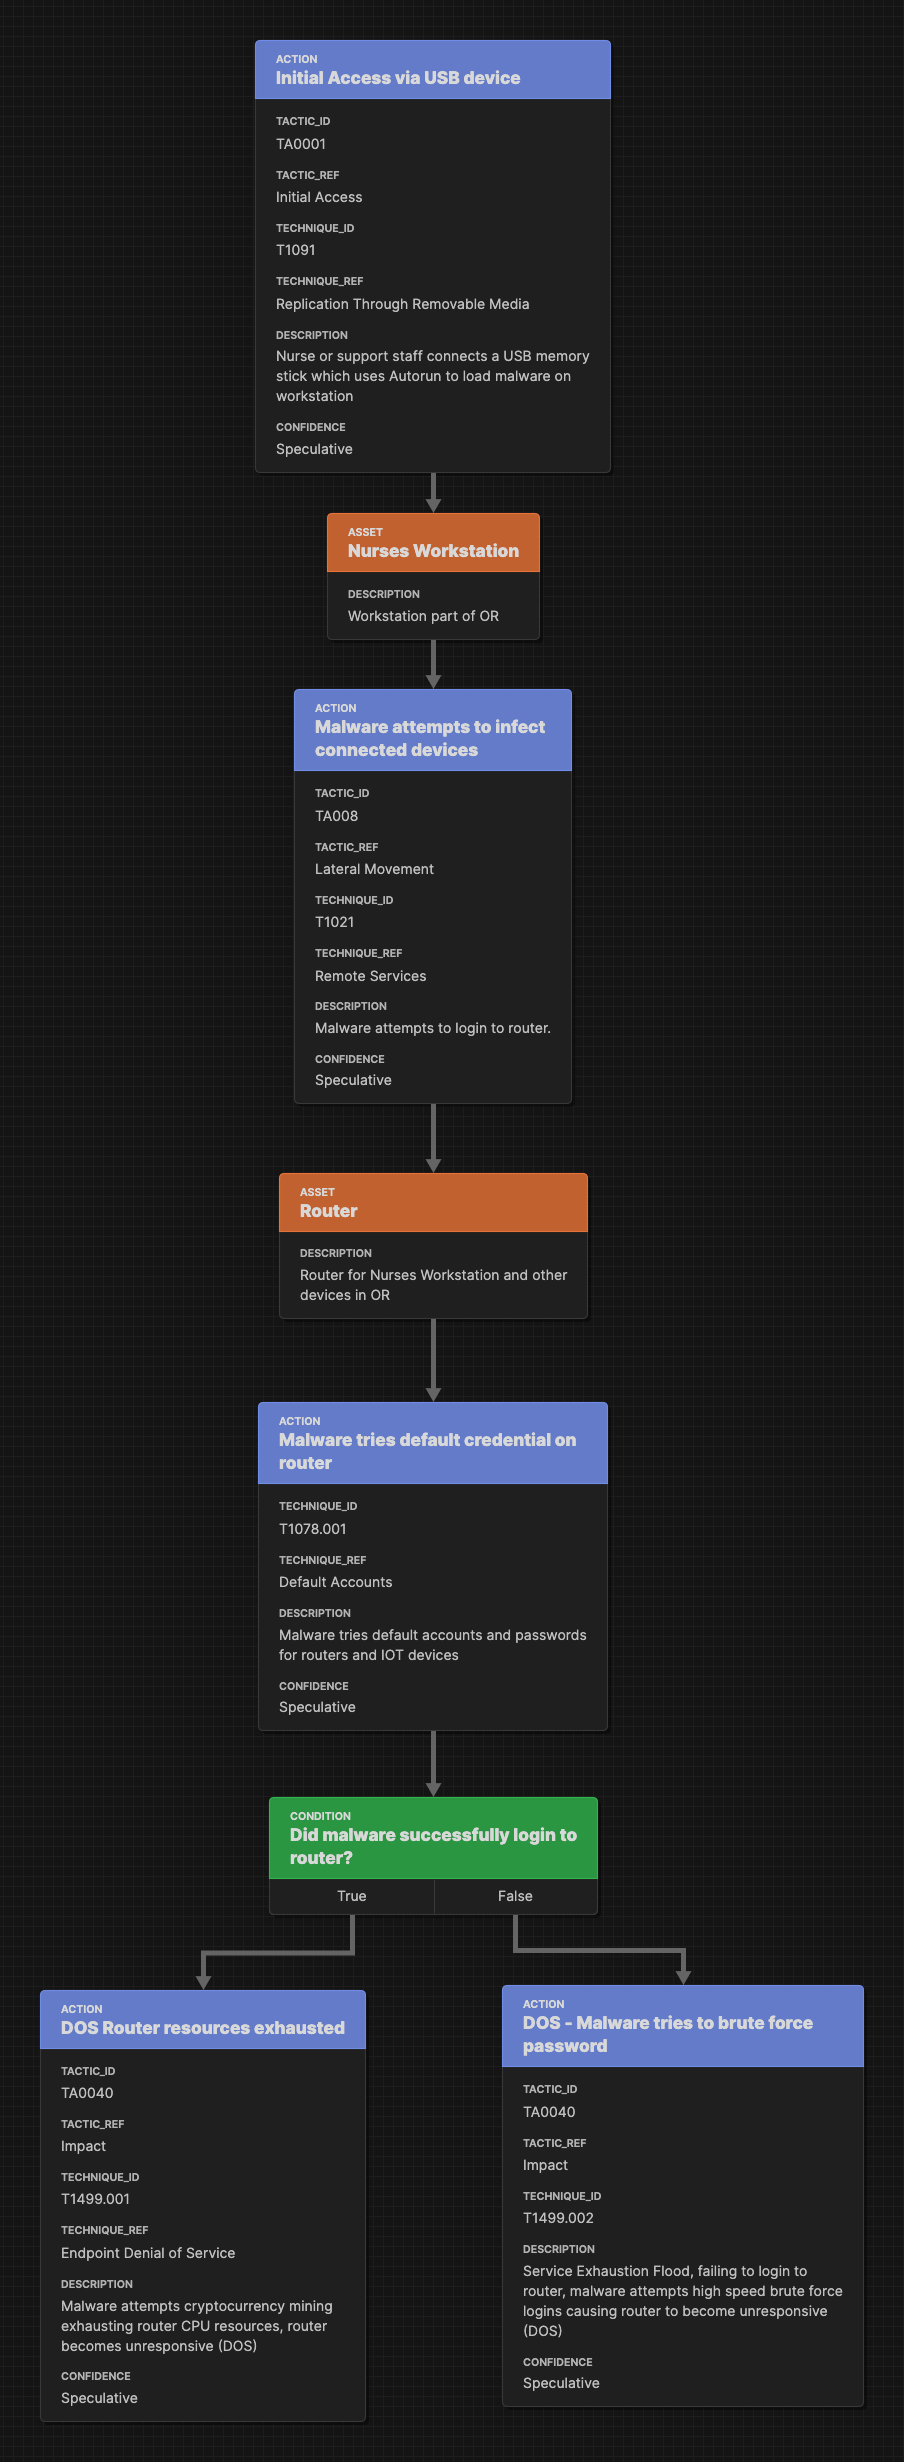 ACTION
Initial Access via USB device
TACTIC_ID
TA0001
TACTIC_REF
Initial Access
TECHNIQUE_ID
T1091
TECHNIQUE_REF
Replication Through Removable Media
DESCRIPTION
Nurse or support staff connects a USB memory
stick which uses Autorun to load malware on
workstation
CONFIDENCE
Speculative
ASSET
Nurses Workstation
DESCRIPTION
Workstation part of OR
ACTION
Malware attempts to infect
connected devices
TACTIC_ID
TA008
TACTIC_REF
Lateral Movement
TECHNIQUE_ID
T1021
TECHNIQUE_REF
Remote Services
DESCRIPTION
Malware attempts to login to router.
CONFIDENCE
Speculative
ASSET
Router
DESCRIPTION
Router for Nurses Workstation and other
devices in OR
ACTION
Malware tries default credential on
router
TECHNIQUE_ID
T1078.001
TECHNIQUE_REF
Default Accounts
DESCRIPTION
Malware tries default accounts and passwords
for routers and IOT devices
CONFIDENCE
Speculative
CONDITION
Did malware successfully login to
router?
True
False
ACTION
DOS Router resources exhausted
TACTIC_ID
TA0040
TACTIC_REF
Impact
TECHNIQUE_ID
T1499.001
TECHNIQUE_REF
Endpoint Denial of Service
DESCRIPTION
Malware attempts cryptocurrency mining
exhausting router CPU resources, router
becomes unresponsive (DOS)
CONFIDENCE
Speculative
ACTION
DOS - Malware tries to brute force
password
TACTIC_ID
TA0040
TACTIC_REF
Impact
TECHNIQUE_ID
T1499.002
DESCRIPTION
Service Exhaustion Flood, failing to login to
router, malware attempts high speed brute force
logins causing router to become unresponsive
(DOS)
CONFIDENCE
Speculative